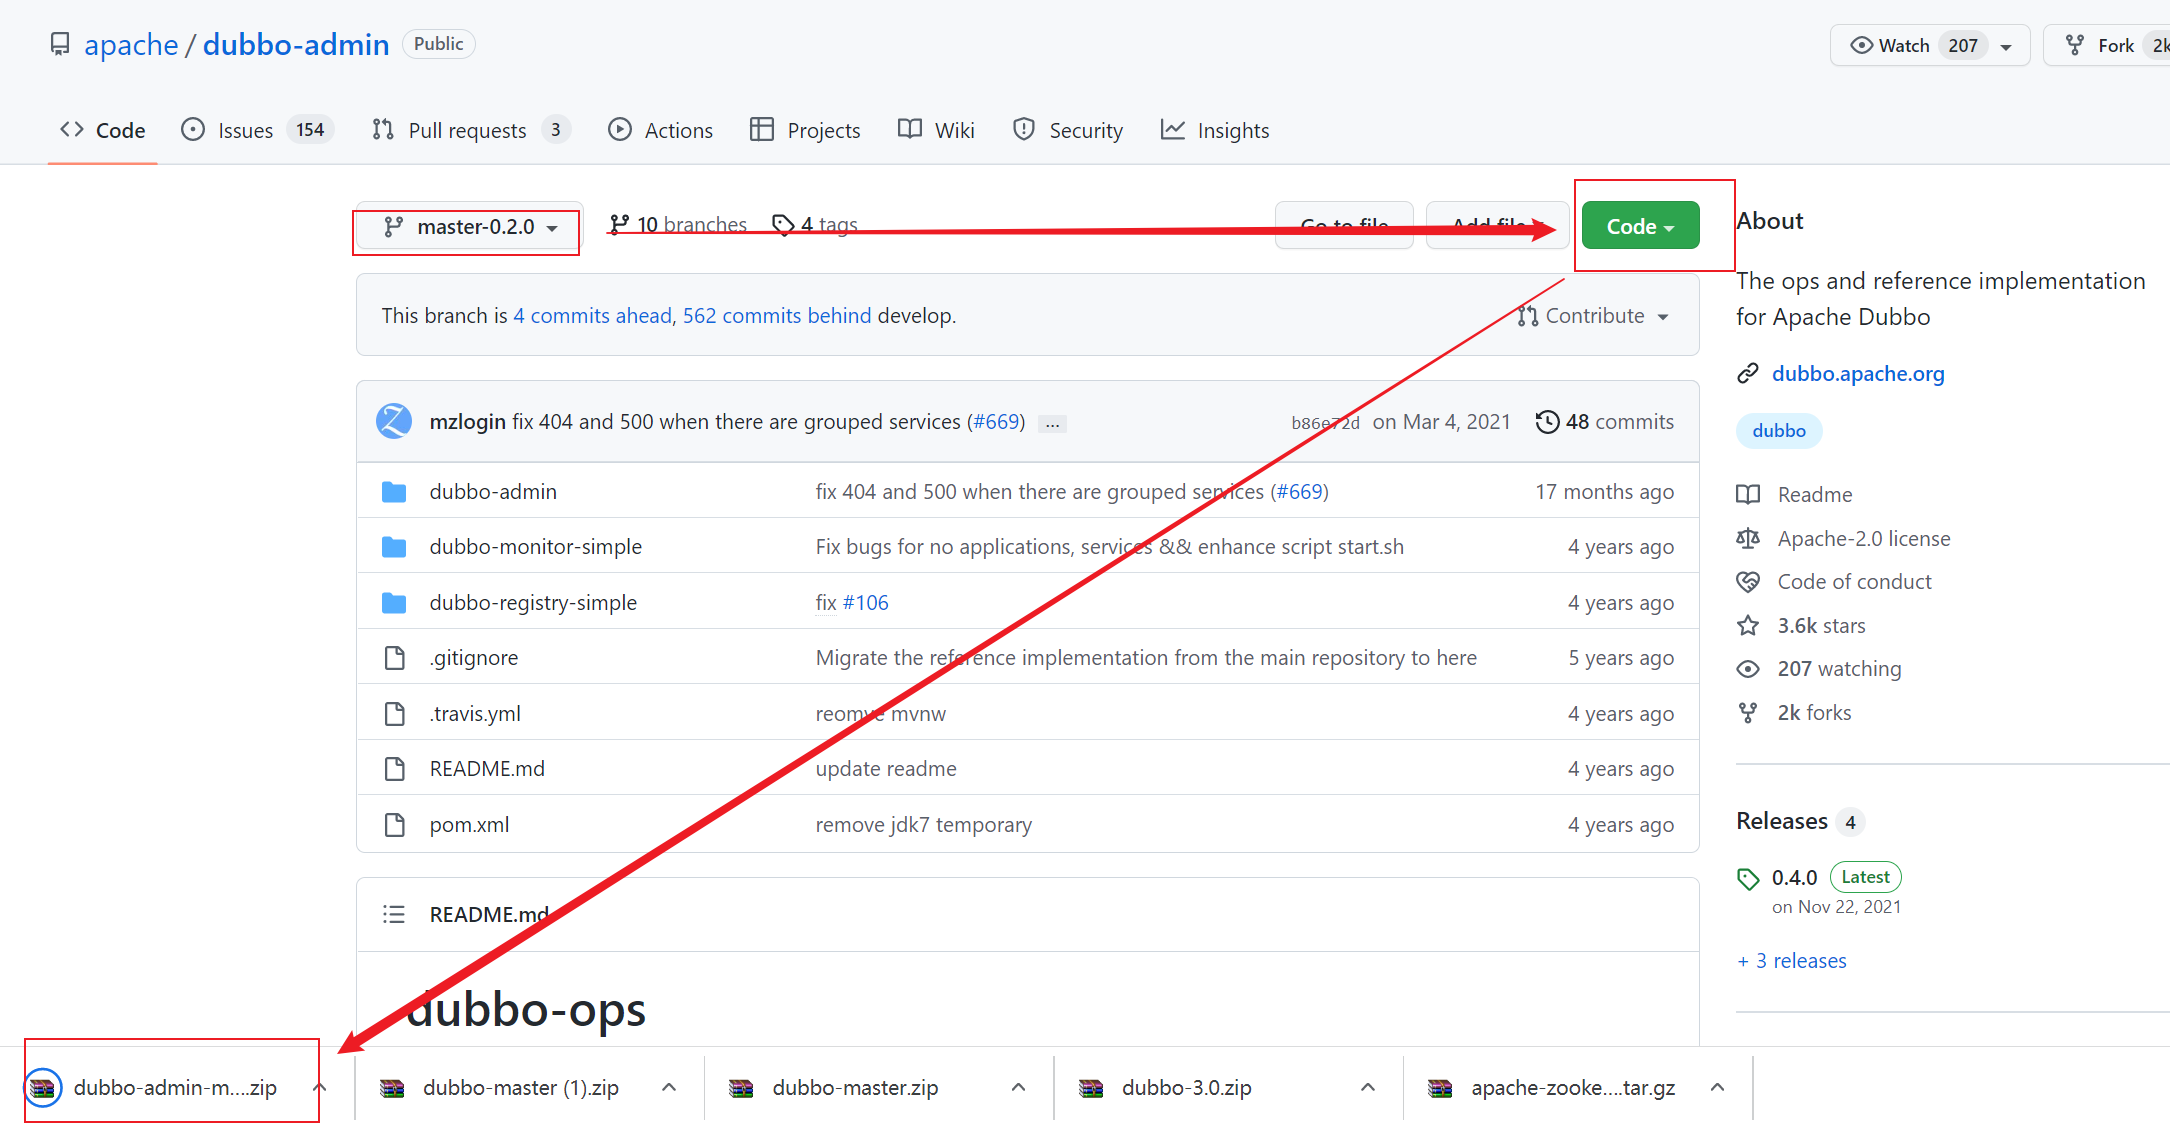 apache / dubbo-admin Public
Watch 207
Fork 2k
Code
Issues 154
Pull requests 3
Actions
Projects
Wiki
Security
Insights
master-0.2.0
10 branches
4 tags
Go to file
Add file
Code
This branch is 4 commits ahead, 562 commits behind develop.
Contribute
mzlogin fix 404 and 500 when there are grouped services (#669) ...
b86e72d on Mar 4, 2021
48 commits
dubbo-admin fix 404 and 500 when there are grouped services (#669) 17 months ago
dubbo-monitor-simple Fix bugs for no applications, services && enhance script start.sh 4 years ago
dubbo-registry-simple fix #106 4 years ago
.gitignore Migrate the reference implementation from the main repository to here 5 years ago
.travis.yml reomve mvnw 4 years ago
README.md update readme 4 years ago
pom.xml remove jdk7 temporary 4 years ago
README.md
dubbo-ops
About
The ops and reference implementation
for Apache Dubbo
dubbo.apache.org
dubbo
Readme
Apache-2.0 license
Code of conduct
3.6k stars
207 watching
2k forks
Releases 4
0.4.0 Latest
on Nov 22, 2021
+ 3 releases
dubbo-admin-m....zip
dubbo-master (1).zip
dubbo-master.zip
dubbo-3.0.zip
apache-zooke....tar.gz